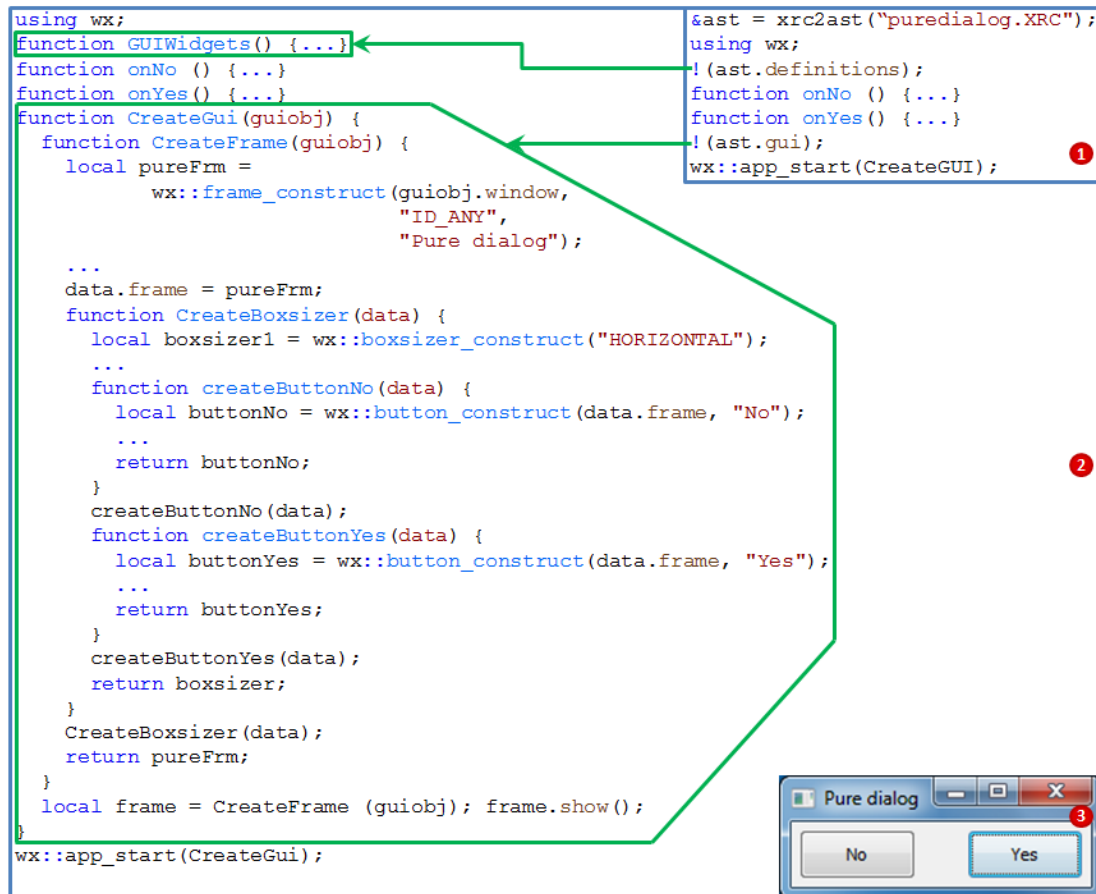 using wx;
function GUIWidgets() {...}
function onNo () {...}
function onYes() {...}
function CreateGui(guiobj) {
function CreateFrame(guiobj) {
local pureFrm =
wx::frame_construct(guiobj.window,
"ID_ANY",
"Pure dialog");
...
data.frame = pureFrm;
function CreateBoxsizer(data) {
local boxsizer1 = wx::boxsizer_construct("HORIZONTAL");
...
function createButtonNo(data) {
local buttonNo = wx::button_construct(data.frame, "No");
...
return buttonNo;
}
createButtonNo(data);
function createButtonYes(data) {
local buttonYes = wx::button_construct(data.frame, "Yes");
...
return buttonYes;
}
createButtonYes(data);
return boxsizer;
}
CreateBoxsizer(data);
return pureFrm;
}
local frame = CreateFrame (guiobj); frame.show();
}
wx::app_start(CreateGui);
&ast = xrc2ast(“puredialog.XRC");
using wx;
!(ast.definitions);
function onNo () {...}
function onYes() {...}
!(ast.gui);
wx::app_start(CreateGUI);
1
2
Pure dialog
3
No
Yes